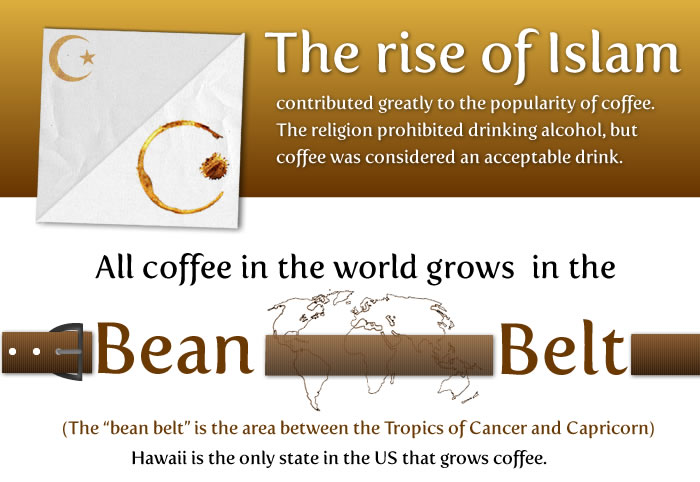 The rise of Islam
contributed greatly to the popularity of coffee.
The religion prohibited drinking alcohol, but
coffee was considered an acceptable drink.
All coffee in the world grows in the
Bean Belt
(The “bean belt” is the area between the Tropics of Cancer and Capricorn)
Hawaii is the only state in the US that grows coffee.